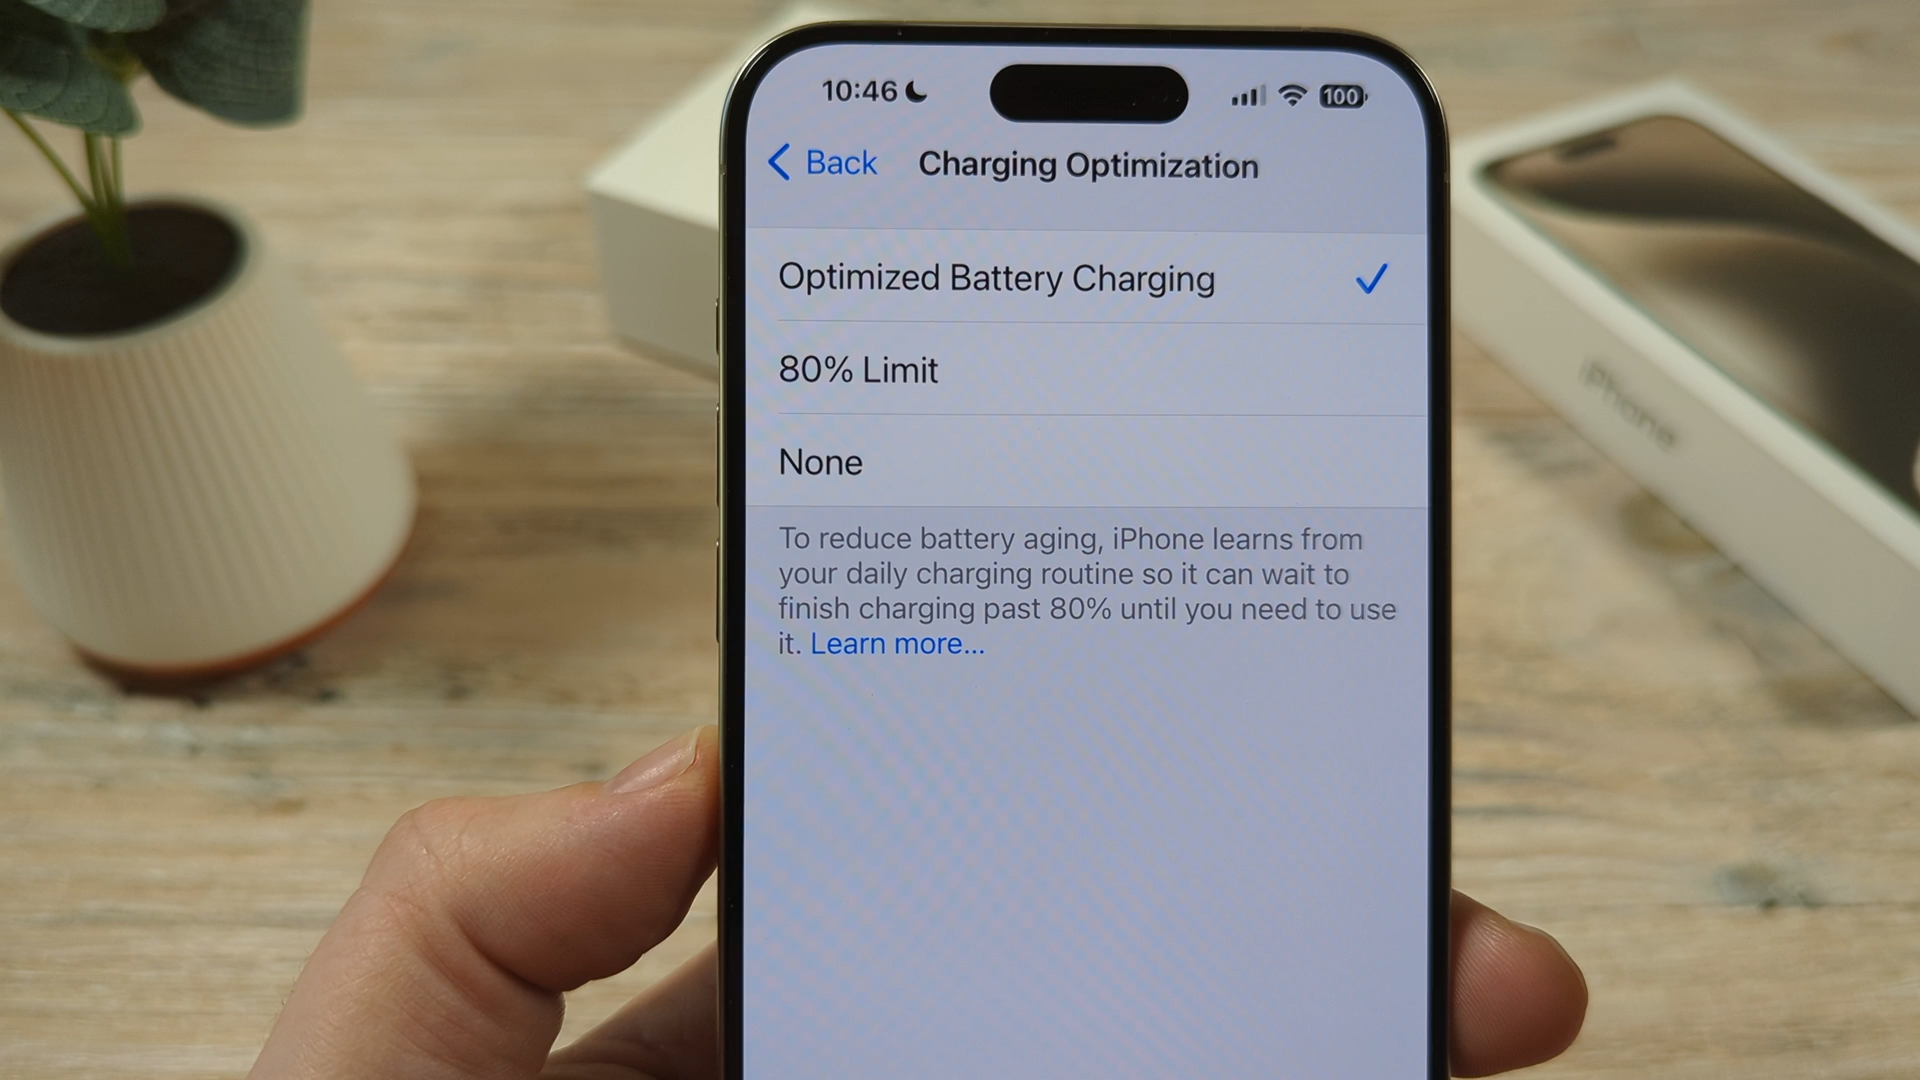 10:46
100
Back
Charging Optimization
Optimized Battery Charging
80% Limit
None
To reduce battery aging, iPhone learns from
your daily charging routine so it can wait to
finish charging past 80% until you need to use
it. Learn more...
iPhone